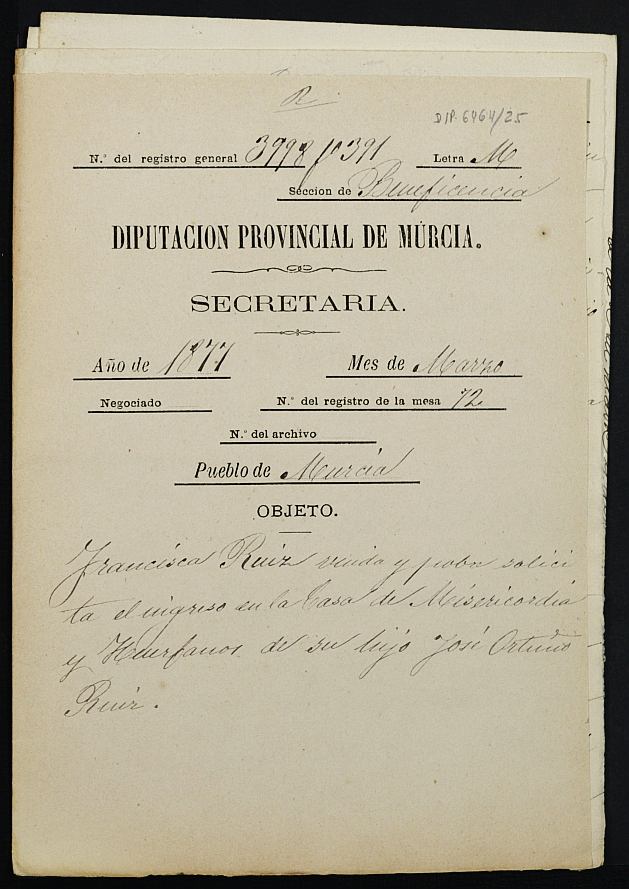 R
DIP. 6464/25
N.º del registro general 3998 f 391 Letra M
Seccion de Beneficencia
DIPUTACION PROVINCIAL DE MÚRCIA.
SECRETARIA.
Año de 1877 Mes de Marzo
Negociado N.º del registro de la mesa 72
N.º del archivo
Pueblo de Murcia
OBJETO.
Francisca Ruiz viuda y pobre solici
ta el ingreso en la Casa de Misericordia
y Huerfanos de su hijo José Ortuño
Ruiz.